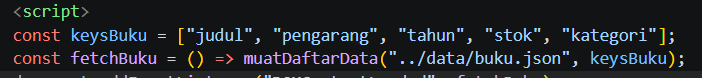 <script>
const keysBuku = ["judul", "pengarang", "tahun", "stok", "kategori"];
const fetchBuku = () => muatDaftarData("../data/buku.json", keysBuku);